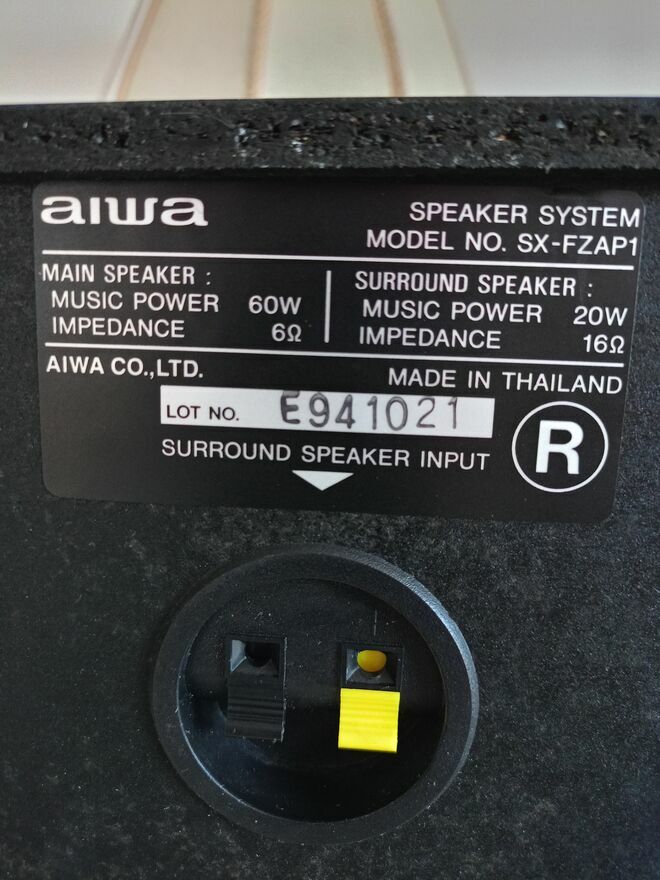 aiwa
SPEAKER SYSTEM
MODEL NO. SX-FZAP1
MAIN SPEAKER :
MUSIC POWER 60W
IMPEDANCE 6Ω
SURROUND SPEAKER :
MUSIC POWER 20W
IMPEDANCE 16Ω
AIWA CO.,LTD.
MADE IN THAILAND
LOT NO. E941021
SURROUND SPEAKER INPUT
R